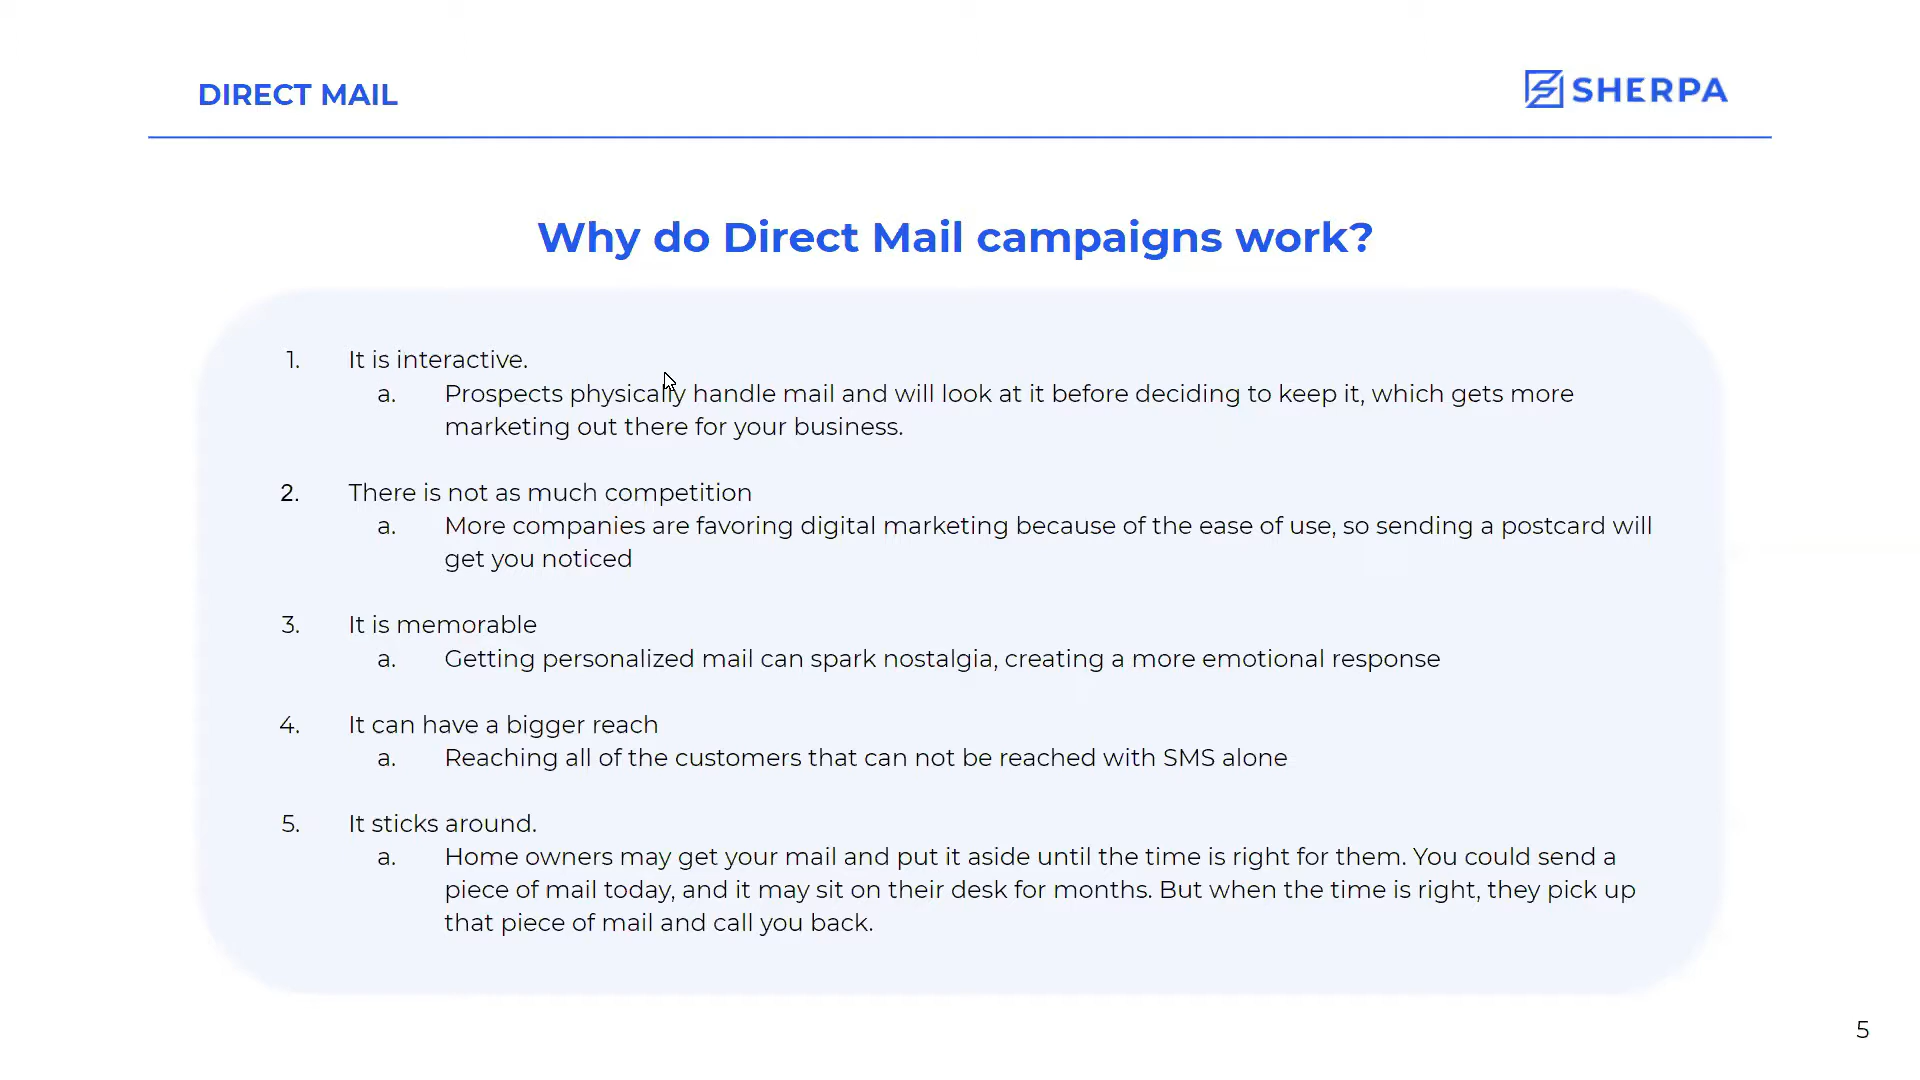 DIRECT MAIL
SHERPA
Why do Direct Mail campaigns work?
1. It is interactive.
a. Prospects physically handle mail and will look at it before deciding to keep it, which gets more
marketing out there for your business.
2. There is not as much competition
a. More companies are favoring digital marketing because of the ease of use, so sending a postcard will
get you noticed
3. It is memorable
a. Getting personalized mail can spark nostalgia, creating a more emotional response
4. It can have a bigger reach
a. Reaching all of the customers that can not be reached with SMS alone
5. It sticks around.
a. Home owners may get your mail and put it aside until the time is right for them. You could send a
piece of mail today, and it may sit on their desk for months. But when the time is right, they pick up
that piece of mail and call you back.
5